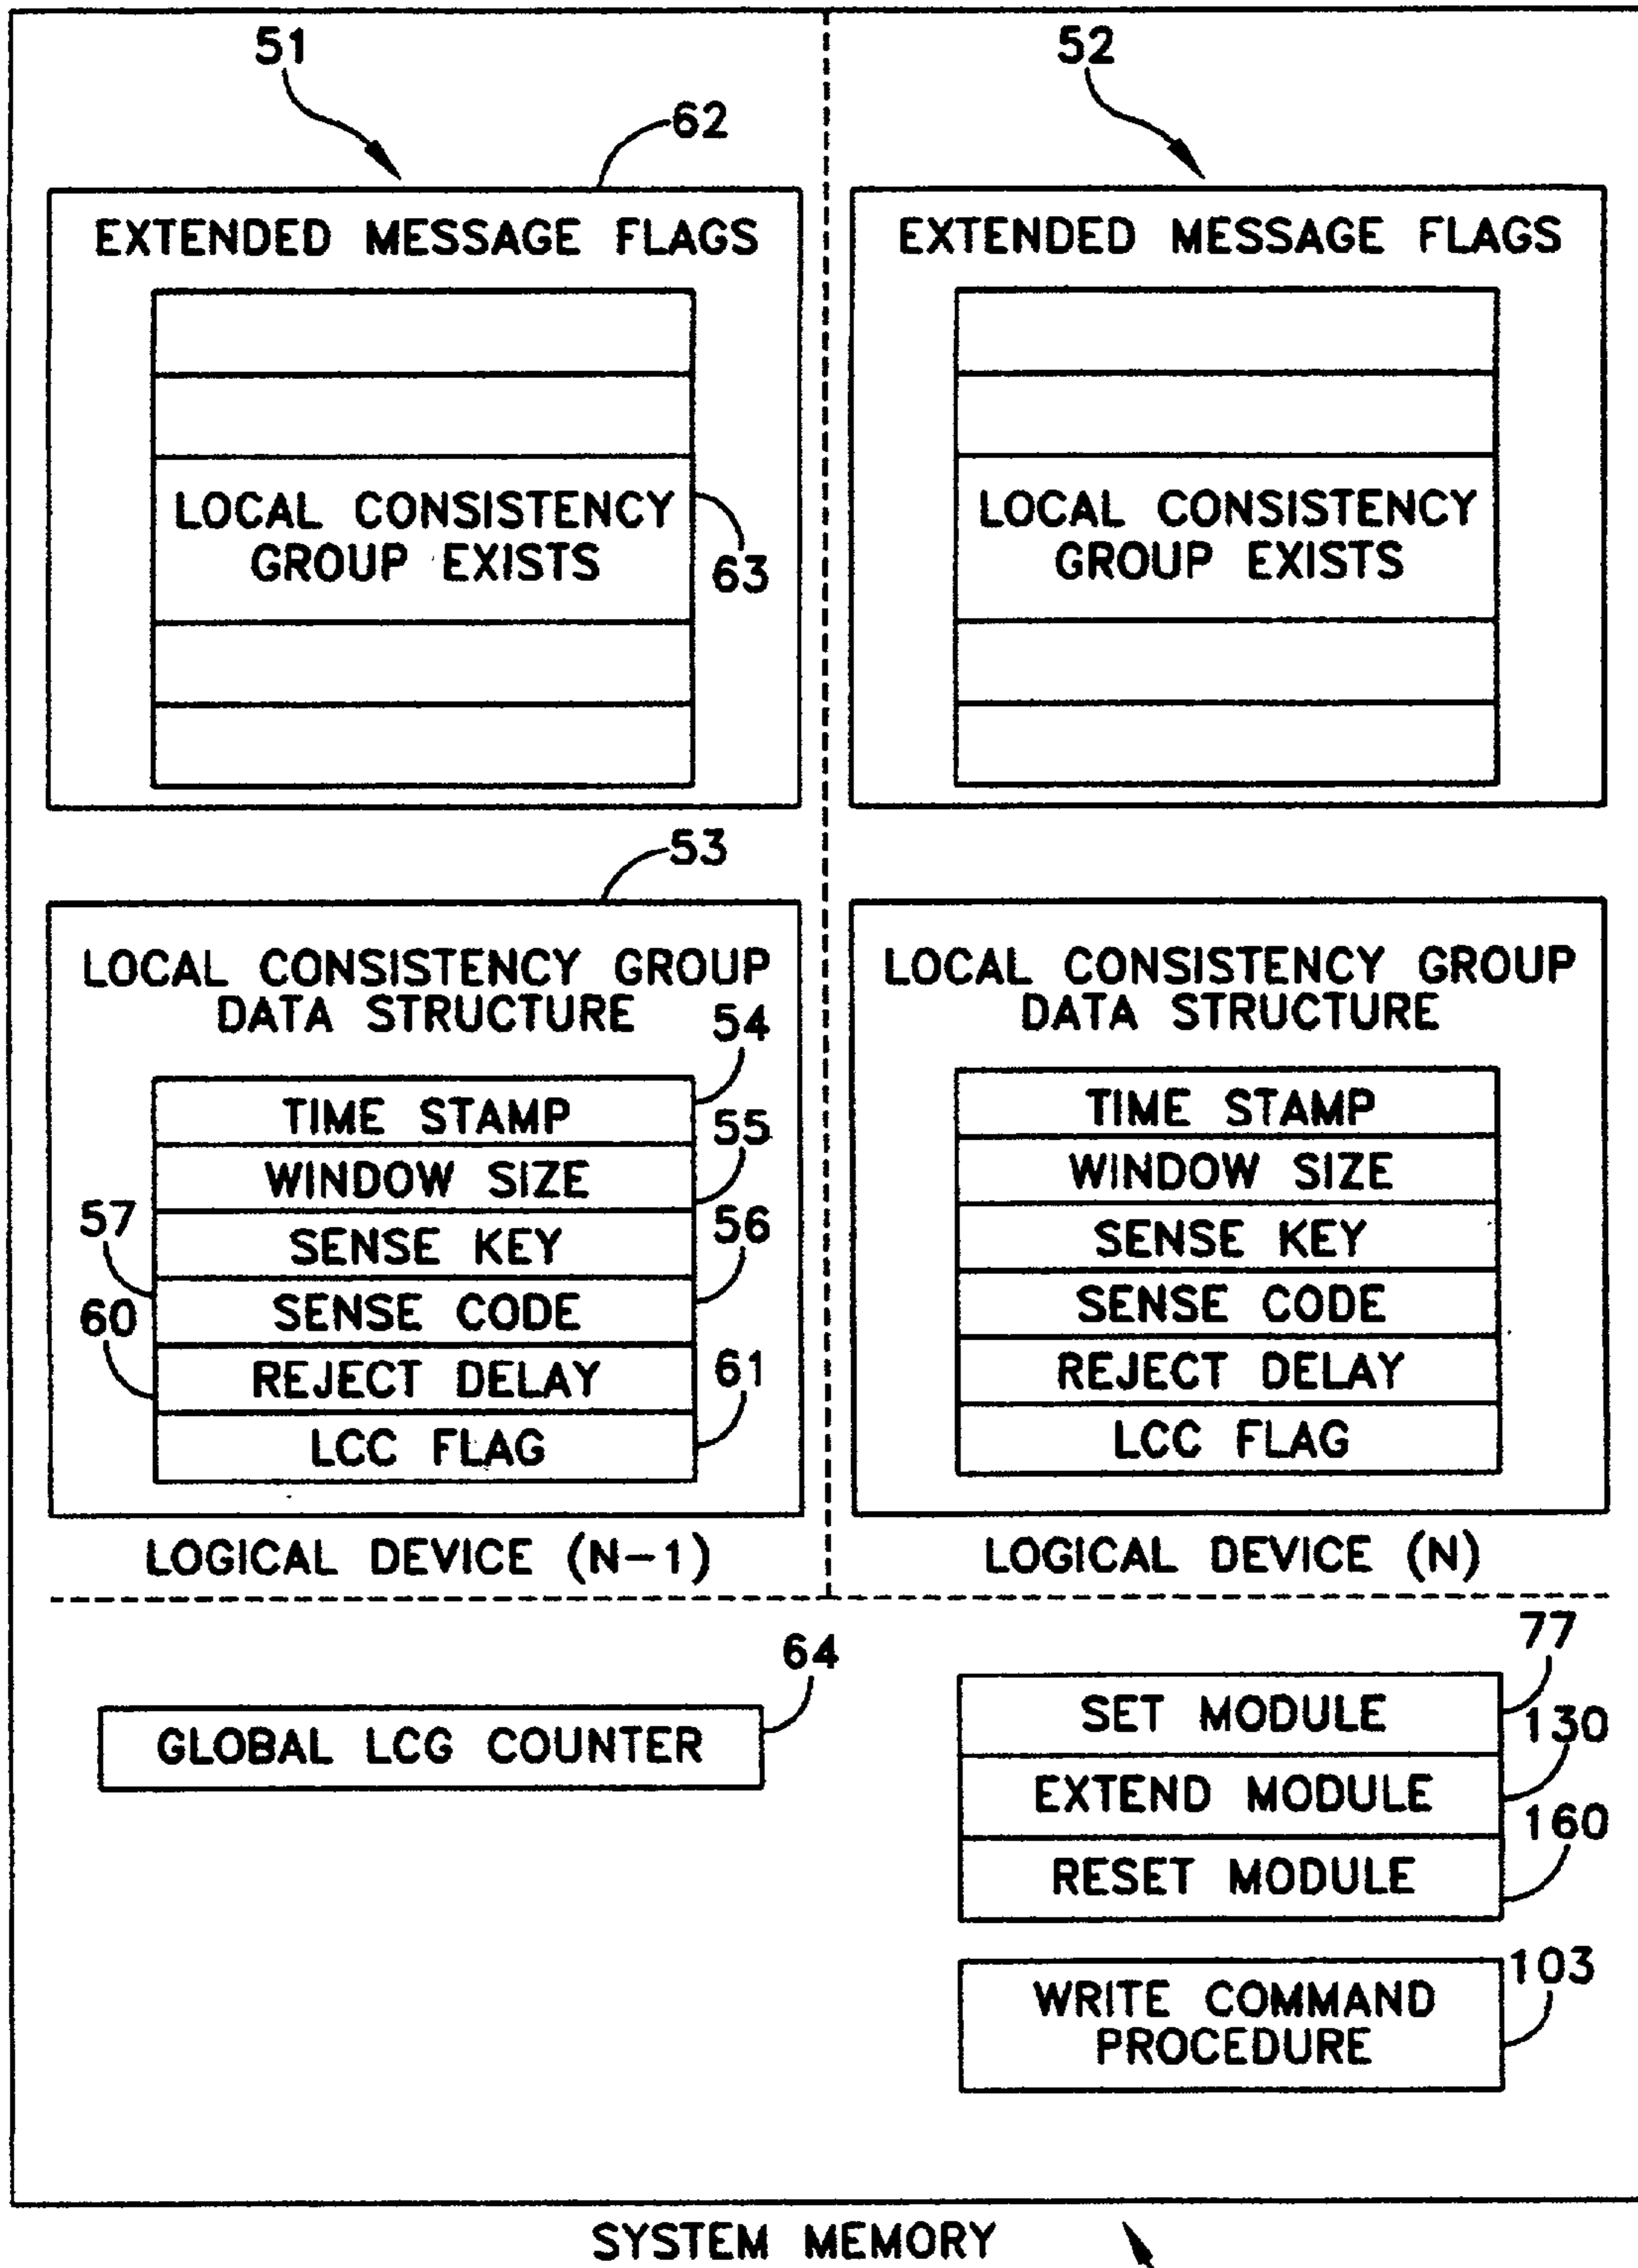 51
52
62
EXTENDED MESSAGE FLAGS
EXTENDED MESSAGE FLAGS
LOCAL CONSISTENCY
GROUP EXISTS
63
LOCAL CONSISTENCY
GROUP EXISTS
53
LOCAL CONSISTENCY GROUP
DATA STRUCTURE
54
TIME STAMP
55
WINDOW SIZE
57
56
SENSE KEY
60
SENSE CODE
61
REJECT DELAY
LCC FLAG
LOCAL CONSISTENCY GROUP
DATA STRUCTURE
TIME STAMP
WINDOW SIZE
SENSE KEY
SENSE CODE
REJECT DELAY
LCC FLAG
LOGICAL DEVICE (N-1)
LOGICAL DEVICE (N)
64
GLOBAL LCG COUNTER
77
SET MODULE
130
EXTEND MODULE
160
RESET MODULE
103
WRITE COMMAND
PROCEDURE
SYSTEM MEMORY